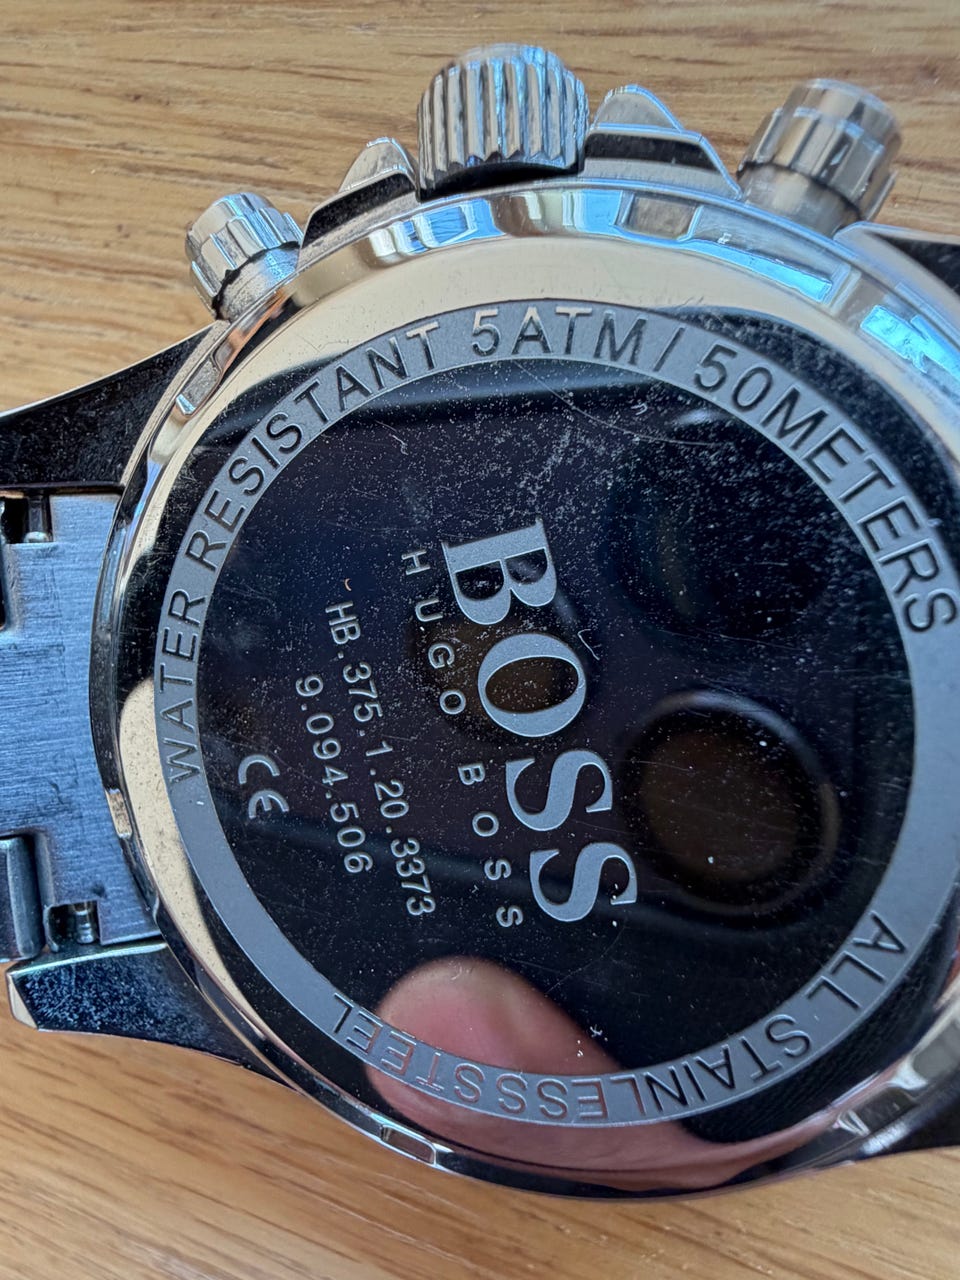 WATER RESISTANT 5ATM/ 50METERS
ALL STAINLESSSTEEL
BOSS
HUGO BOSS
HB.375.1.20.3373
9.094.506
CE